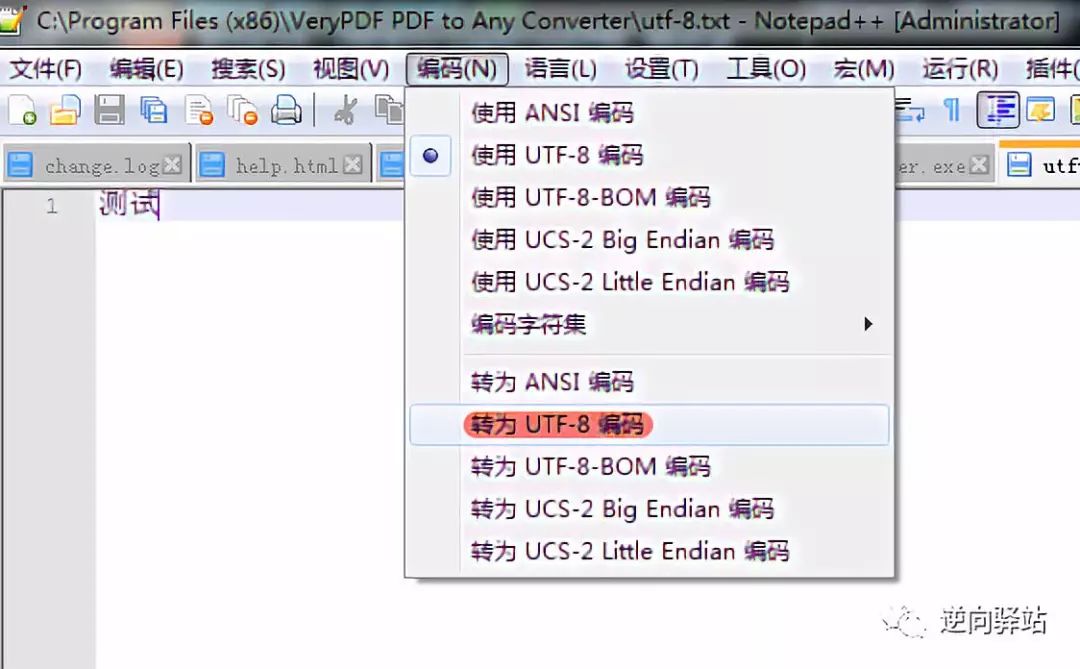 C:\Program Files (x86)\VeryPDF PDF to Any Converter\utf-8.txt - Notepad++ [Administrator]
文件(F) 编辑(E) 搜索(S) 视图(V) 编码(N) 语言(L) 设置(T) 工具(O) 宏(M) 运行(R) 插件(
change.log help.html er.exe utf
1 测试
使用 ANSI 编码
使用 UTF-8 编码
使用 UTF-8-BOM 编码
使用 UCS-2 Big Endian 编码
使用 UCS-2 Little Endian 编码
编码字符集
转为 ANSI 编码
转为 UTF-8 编码
转为 UTF-8-BOM 编码
转为 UCS-2 Big Endian 编码
转为 UCS-2 Little Endian 编码
逆向驿站